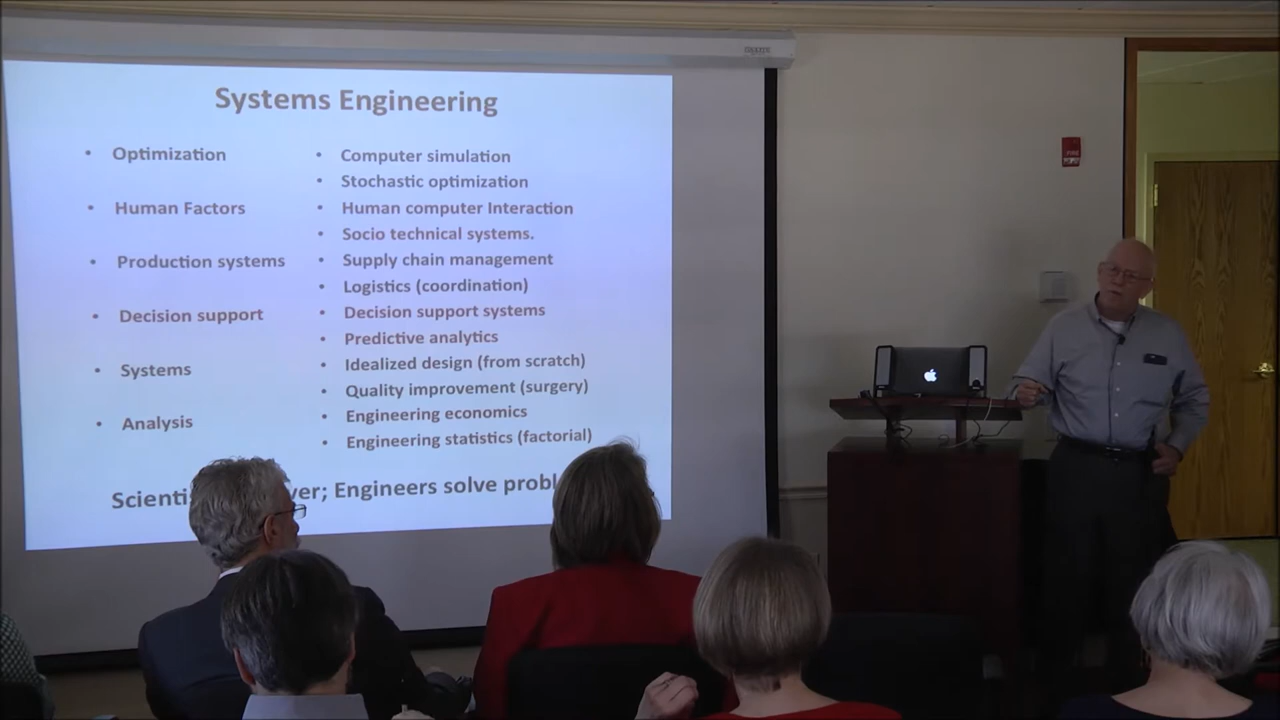 Systems Engineering
• Optimization
• Computer simulation
• Stochastic optimization
• Human Factors
• Human computer Interaction
• Socio technical systems.
• Production systems
• Supply chain management
• Logistics (coordination)
• Decision support
• Decision support systems
• Predictive analytics
• Systems
• Idealized design (from scratch)
• Quality improvement (surgery)
• Analysis
• Engineering economics
• Engineering statistics (factorial)
Engineers solve
FIRE